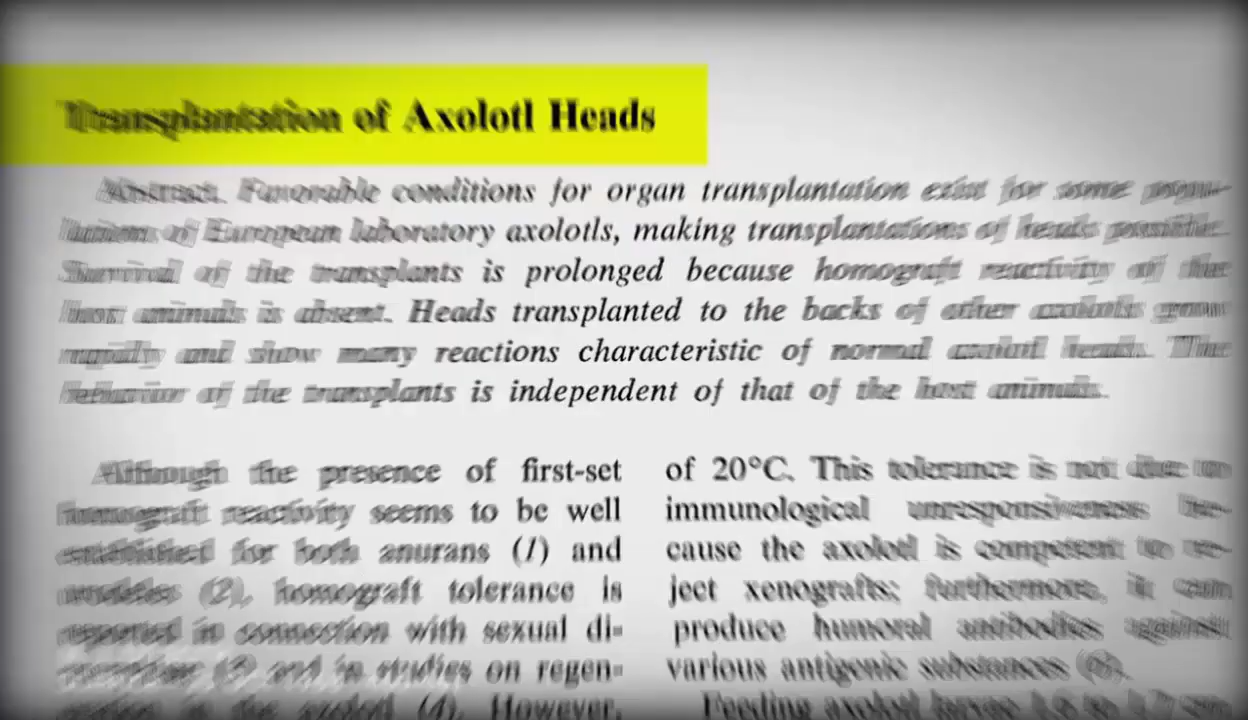 Transplantation of Axolotl Heads
Abstract. Favorable conditions for organ transplantation exist for some popu-
lations of European laboratory axolotls, making transplantations of heads possible.
Survival of the transplants is prolonged because homograft reactivity of the
host animals is absent. Heads transplanted to the backs of other axolotls grow
rapidly and show many reactions characteristic of normal axolotl heads. The
behavior of the transplants is independent of that of the host animals.
Although the presence of first-set
homograft reactivity seems to be well
established for both anurans (1) and
urodeles (2), homograft tolerance is
reported in connection with sexual di-
(3) and in studies on regen-
in the axolotl (4). However,
of 20°C. This tolerance is not due to
immunological unresponsiveness be-
cause the axolotl is competent to re-
ject xenografts; furthermore, it can
produce humoral antibodies against
various antigenic substances (6).
Feeding axolotl larvae